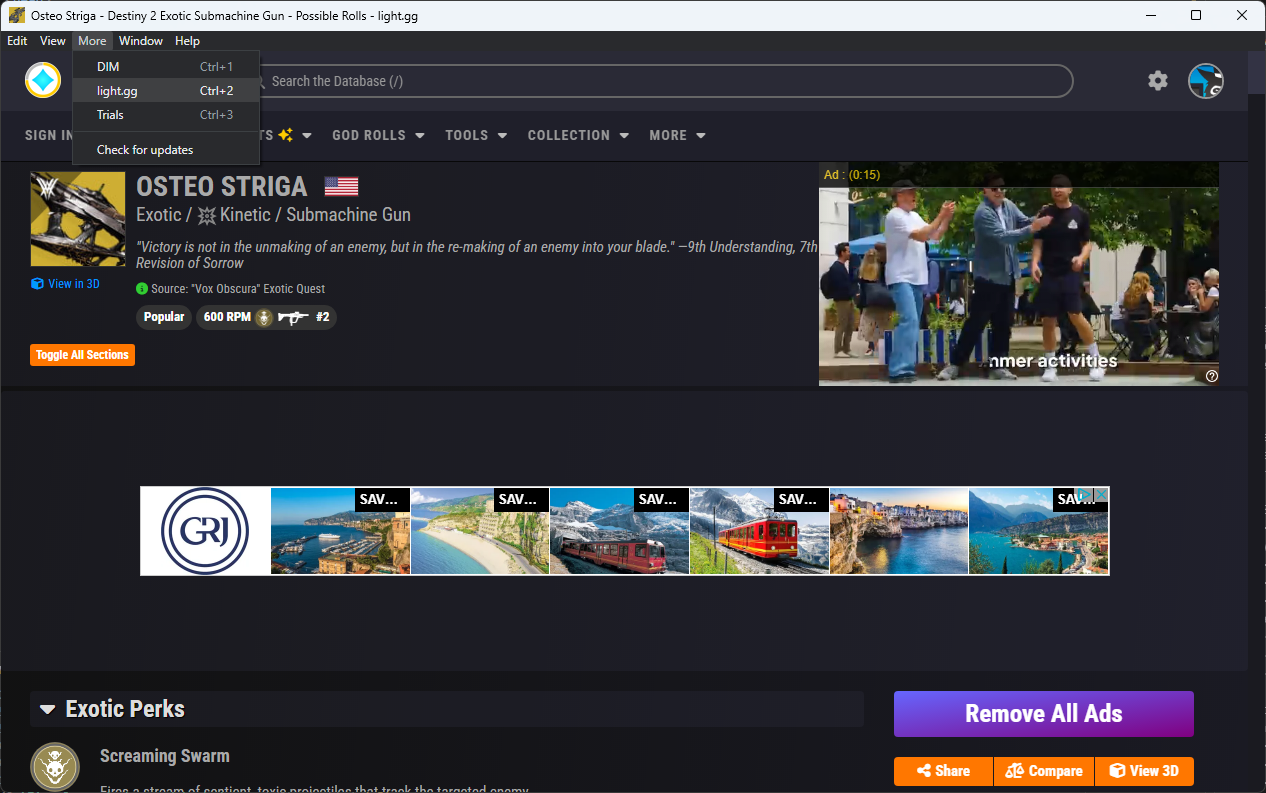 Osteo Striga - Destiny 2 Exotic Submachine Gun - Possible Rolls - light.gg
Edit View More Window Help
DIM Ctrl+1
light.gg Ctrl+2
Trials Ctrl+3
Check for updates
Search the Database (/)
G
SIGN IN TS GOD ROLLS TOOLS COLLECTION MORE
OSTEO STRIGA
Exotic / Kinetic / Submachine Gun
"Victory is not in the unmaking of an enemy, but in the re-making of an enemy into your blade." —9th Understanding, 7th
Revision of Sorrow
View in 3D
Source: "Vox Obscura" Exotic Quest
Popular 600 RPM #2
Toggle All Sections
Ad : (0:15)
nmer activities
GRJ SAV... SAV... SAV... SAV... SAV...
Exotic Perks
Screaming Swarm
Fires a stream of sentient, toxic projectiles that track the targeted enemy.
Remove All Ads
Share Compare View 3D